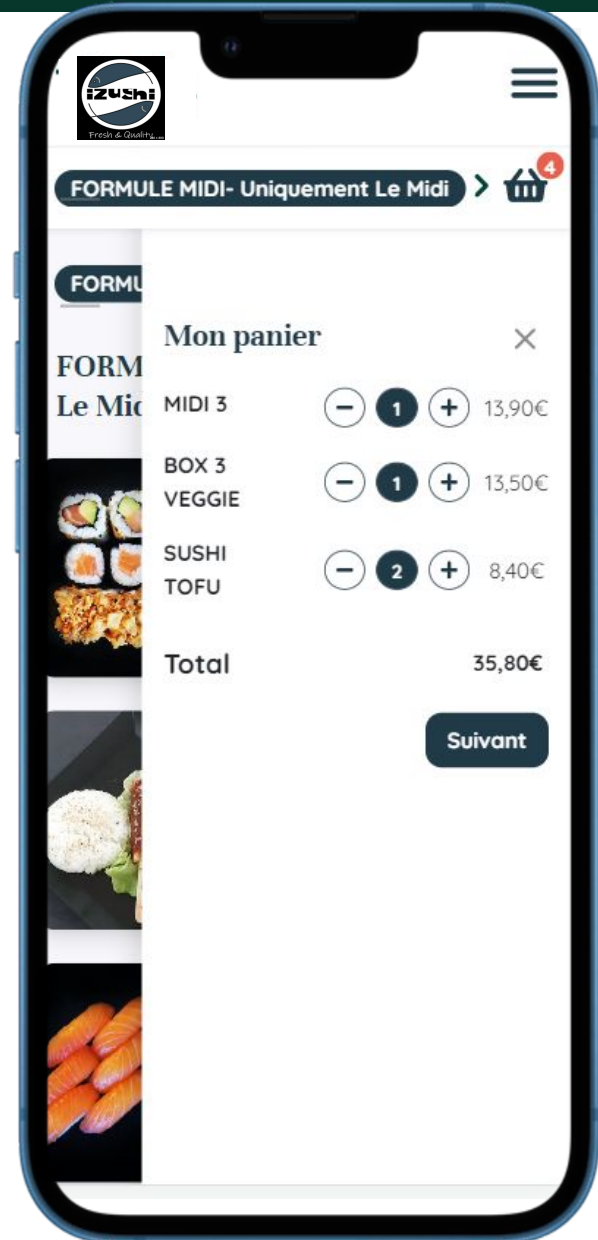 izushi
Fresh & Quality
FORMULE MIDI- Uniquement Le Midi
4
FORMU
FORM
Le Mid
Mon panier
MIDI 3
1
13,90€
BOX 3
VEGGIE
1
13,50€
SUSHI
TOFU
2
8,40€
Total
35,80€
Suivant